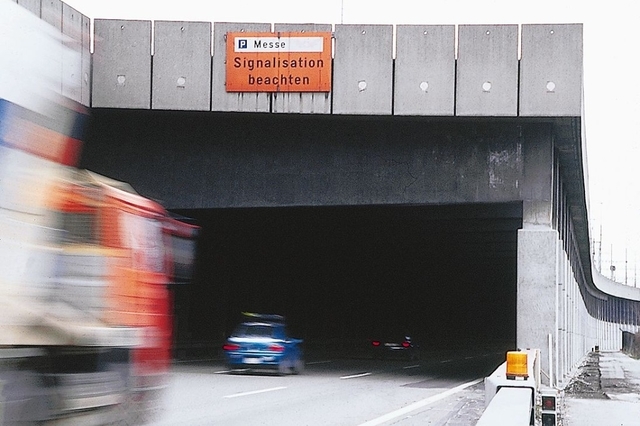 P Messe
Signalisation
beachten